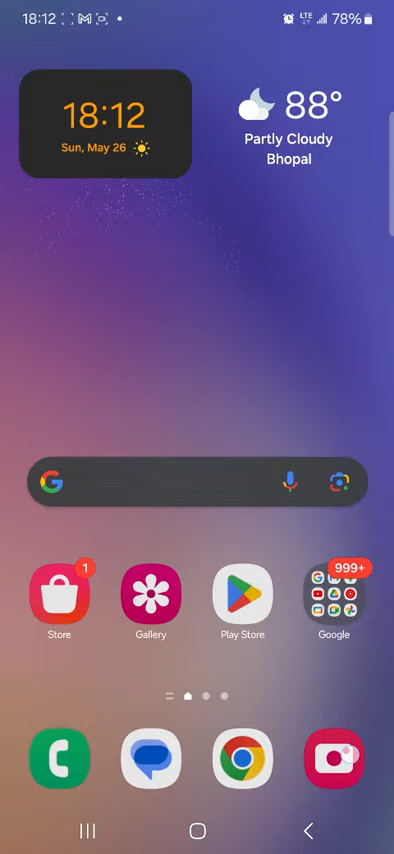 18:12
LTE
78%
18:12
Sun, May 26
88°
Partly Cloudy
Bhopal
1
999+
Store
Gallery
Play Store
Google